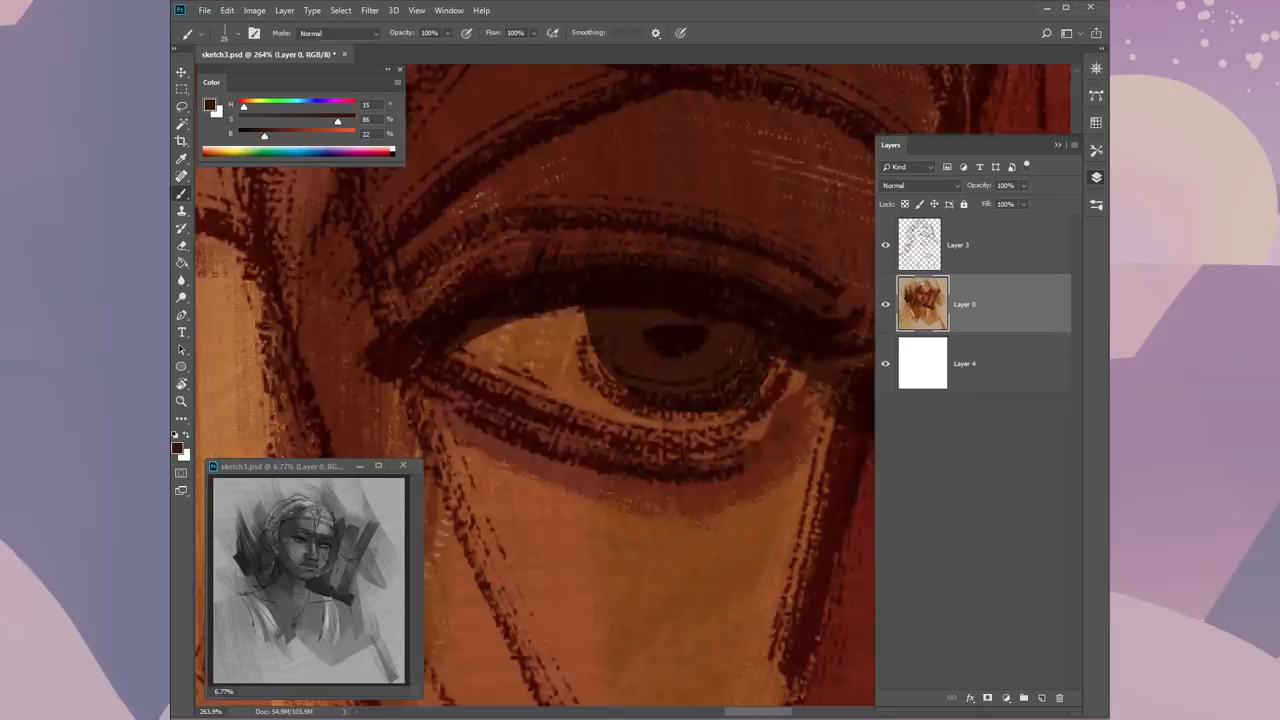 File Edit Image Layer Type Select Filter 3D View Window Help
25 Mode: Normal Opacity: 100% Flow: 100% Smoothing:
sketch3.psd @ 264% (Layer 0, RGB/8) * ×
Color
H 15 °
S 86 %
B 22 %
Layers
Kind
Normal Opacity: 100%
Lock: Fill: 100%
Layer 3
Layer 0
Layer 4
sketch3.psd @ 6.77% (Layer 0, RG...
6.77%
263.9% Doc: 54.9M/103.9M